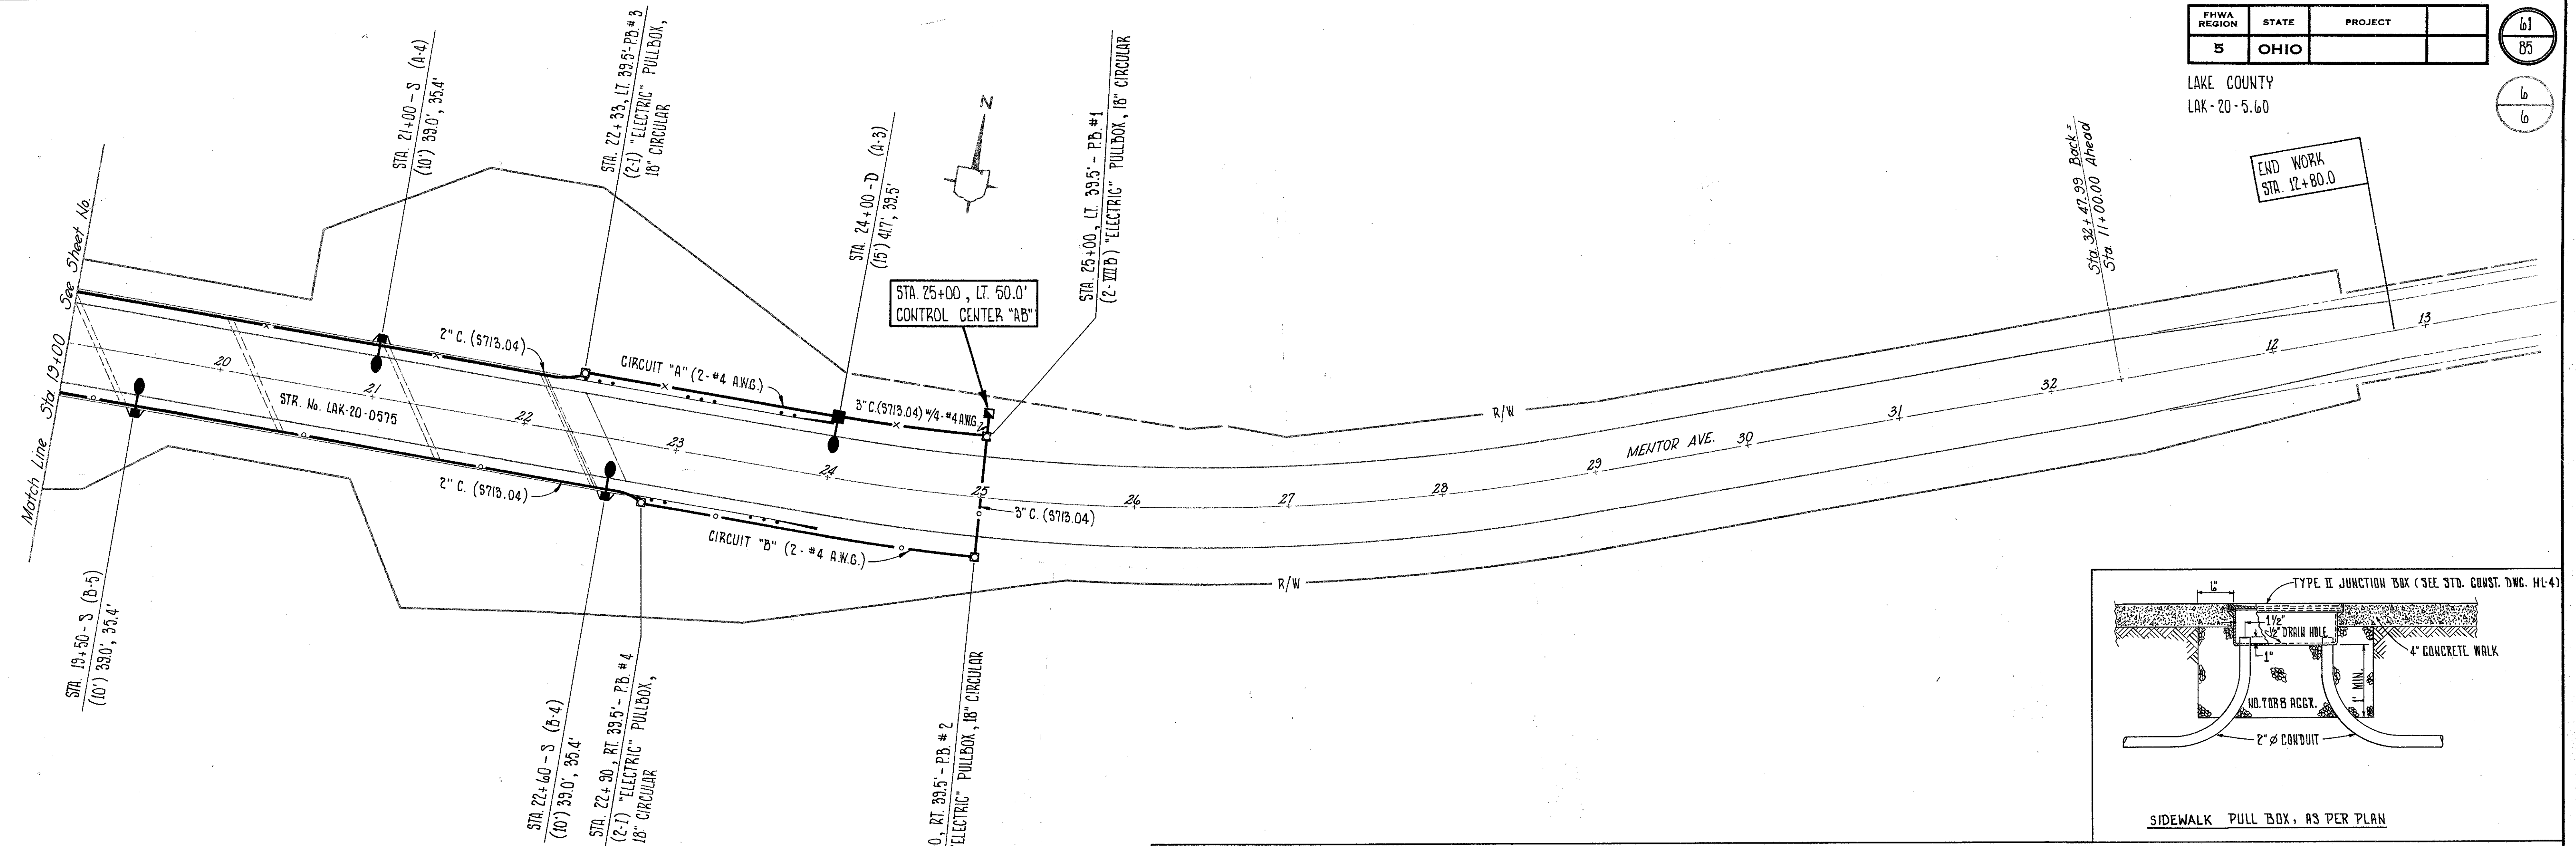 FHWA REGION
STATE
PROJECT
5
OHIO
61
85
LAKE COUNTY
LAK-20-5.60
6
6
END WORK
STA. 12+80.0
Sta. 32+47.99 Back =
Sta. 11+00.00 Ahead
STA. 21+00-S (A-4)
(10') 39.0', 35.4'
STA. 22+33, LT. 39.5'-P.B. #3
(2-I) "ELECTRIC" PULLBOX,
18" CIRCULAR
STA. 24+00-D (A-3)
(15') 41.7', 39.5'
N
STA. 25+00, LT. 39.5' - P.B. #1
(2-VII B) "ELECTRIC" PULLBOX, 18" CIRCULAR
STA. 25+00, LT. 50.0'
CONTROL CENTER "AB"
Match Line Sta. 19+00 See Sheet No.
2" C. (S713.04)
CIRCUIT "A" (2-#4 A.W.G.)
3" C. (S713.04) W/4-#4 A.W.G.
STR. No. LAK-20-0575
20
21
22
23
24
25
26
27
28
29
30
31
32
12
13
MENTOR AVE.
R/W
R/W
2" C. (S713.04)
CIRCUIT "B" (2-#4 A.W.G.)
3" C. (S713.04)
STA. 19+50-S (B-5)
(10') 39.0', 35.4'
STA. 22+60-S (B-4)
(10') 39.0', 35.4'
STA. 22+90, RT. 39.5' - P.B. #4
(2-I) "ELECTRIC" PULLBOX,
18" CIRCULAR
0, RT. 39.5' - P.B. #2
ELECTRIC" PULLBOX, 18" CIRCULAR
TYPE II JUNCTION BOX (SEE STD. CONST. DWG. HL-4)
6"
1 1/2"
1/2" DRAIN HOLE
1"
4" CONCRETE WALK
1' MIN.
NO. 7 OR 8 AGGR.
2" Ø CONDUIT
SIDEWALK PULL BOX, AS PER PLAN